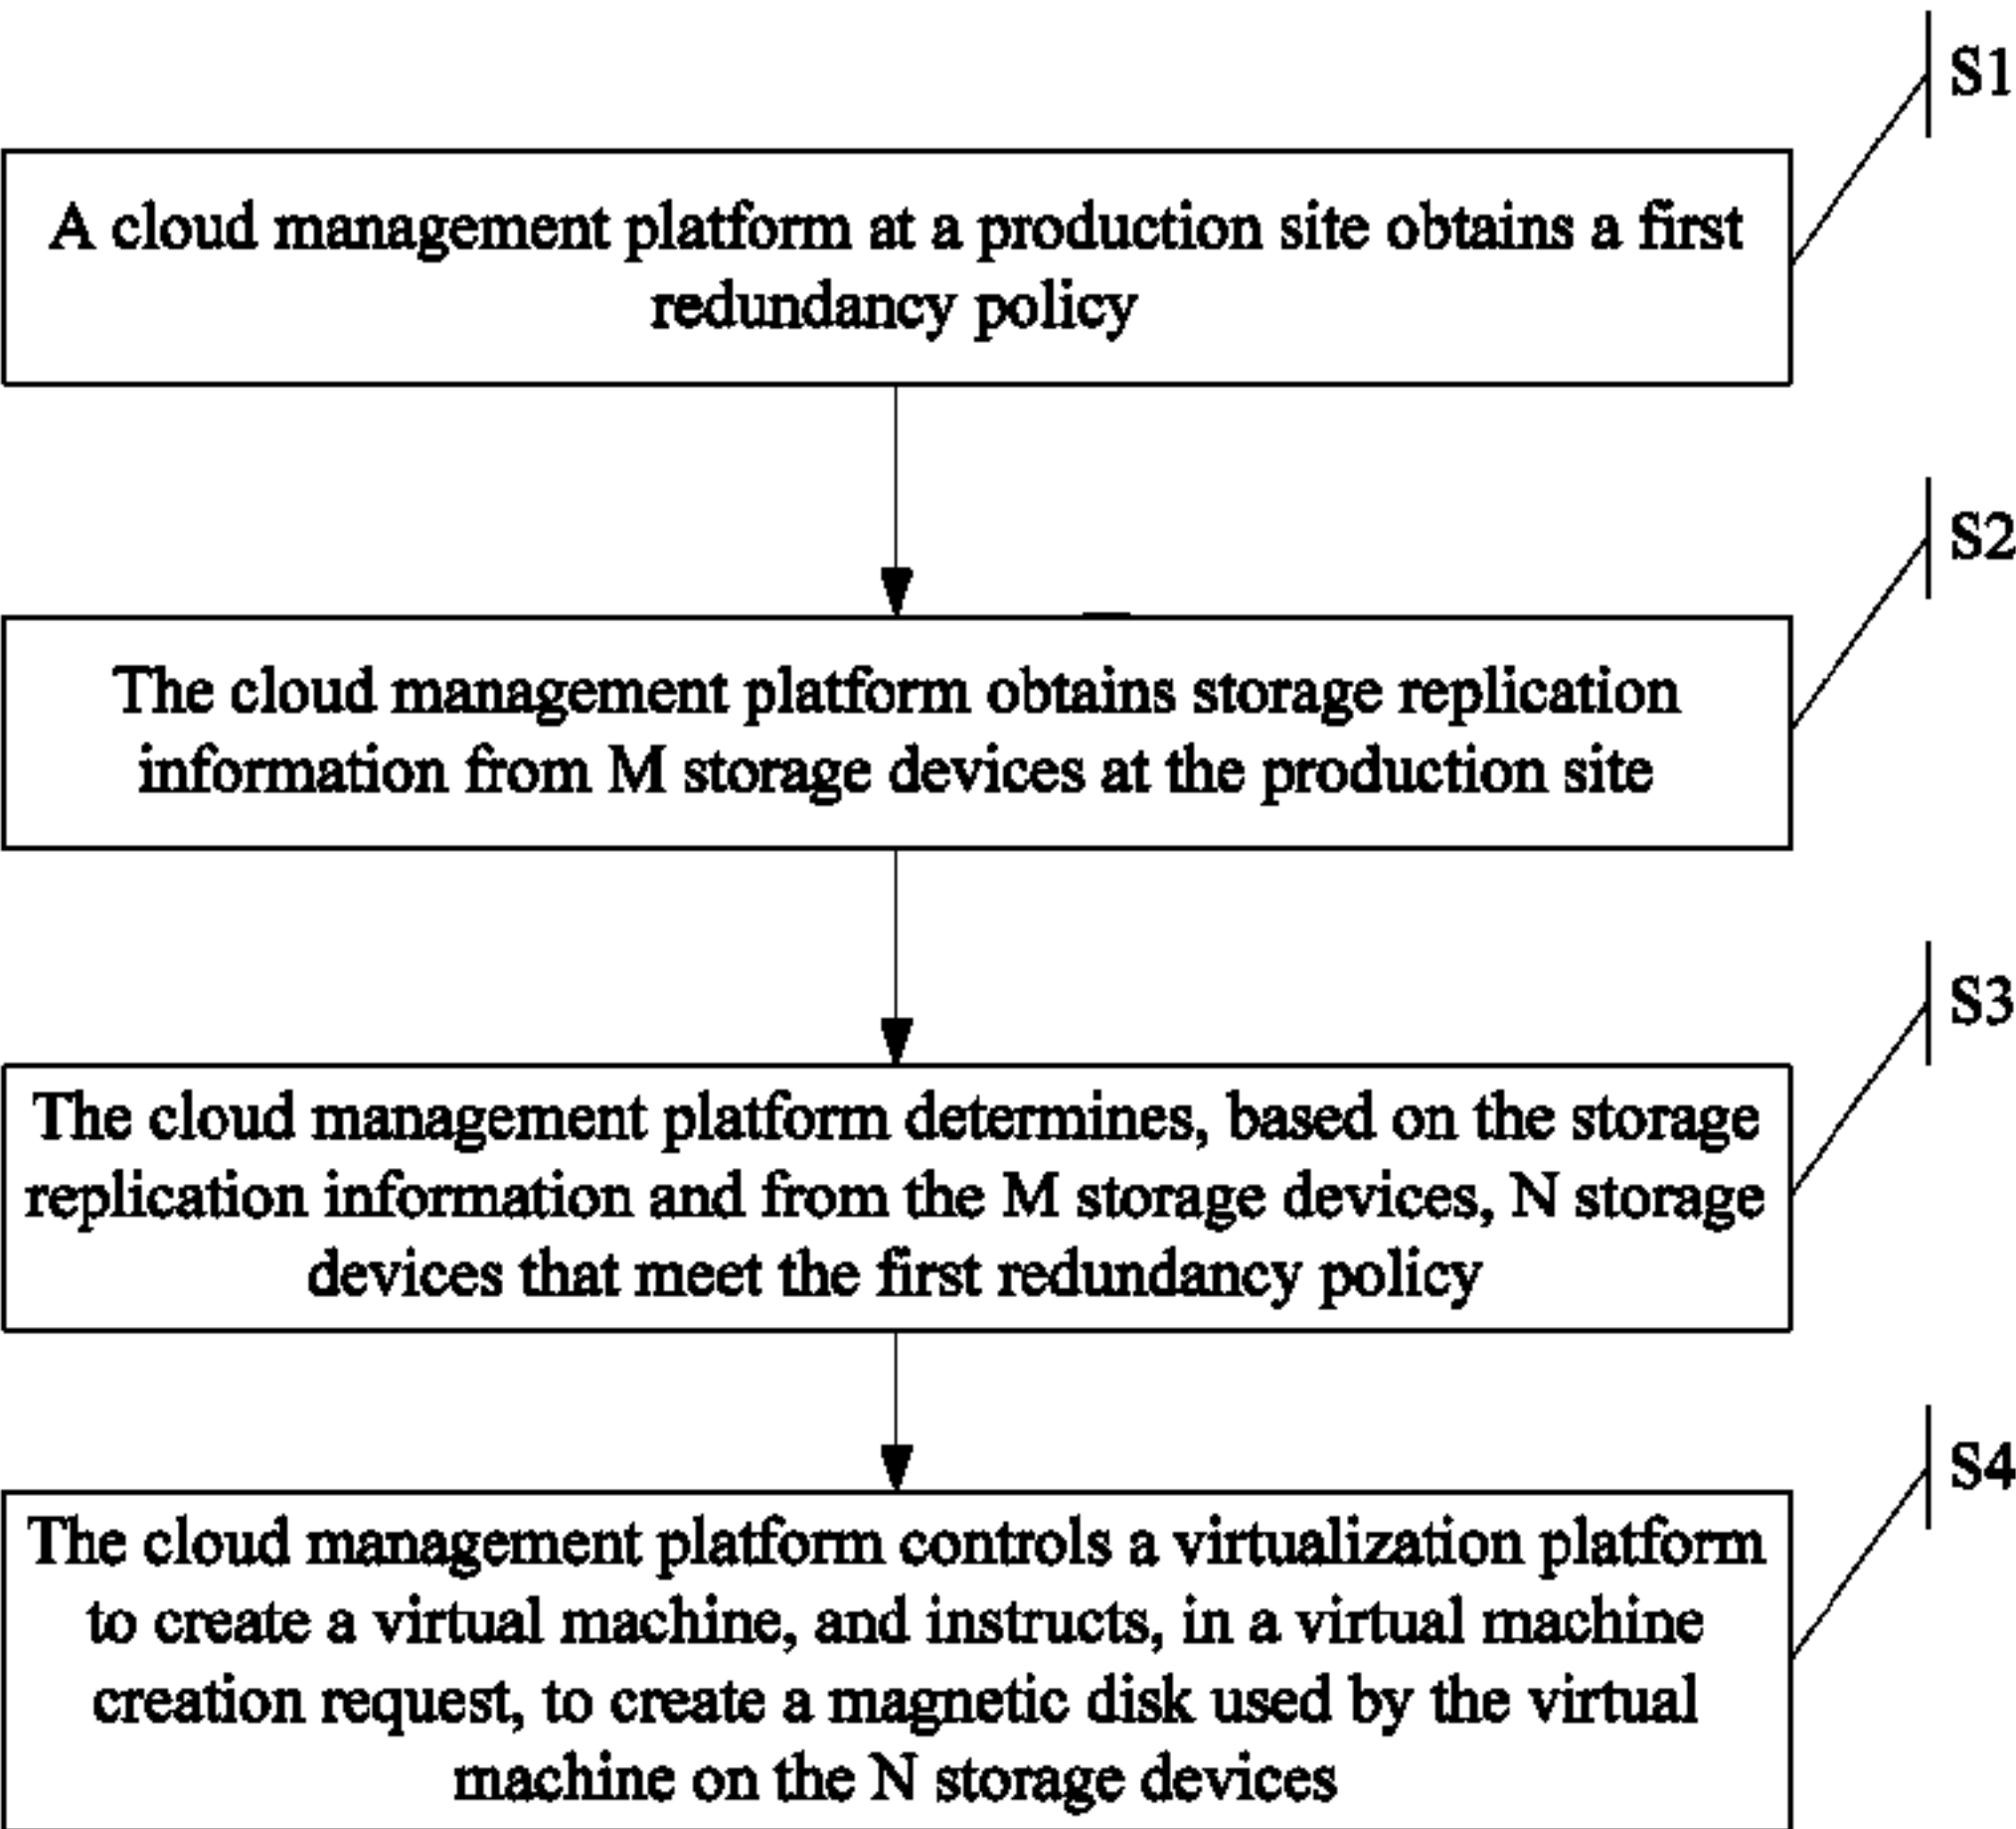 S1
A cloud management platform at a production site obtains a first
redundancy policy
S2
The cloud management platform obtains storage replication
information from M storage devices at the production site
S3
The cloud management platform determines, based on the storage
replication information and from the M storage devices, N storage
devices that meet the first redundancy policy
S4
The cloud management platform controls a virtualization platform
to create a virtual machine, and instructs, in a virtual machine
creation request, to create a magnetic disk used by the virtual
machine on the N storage devices